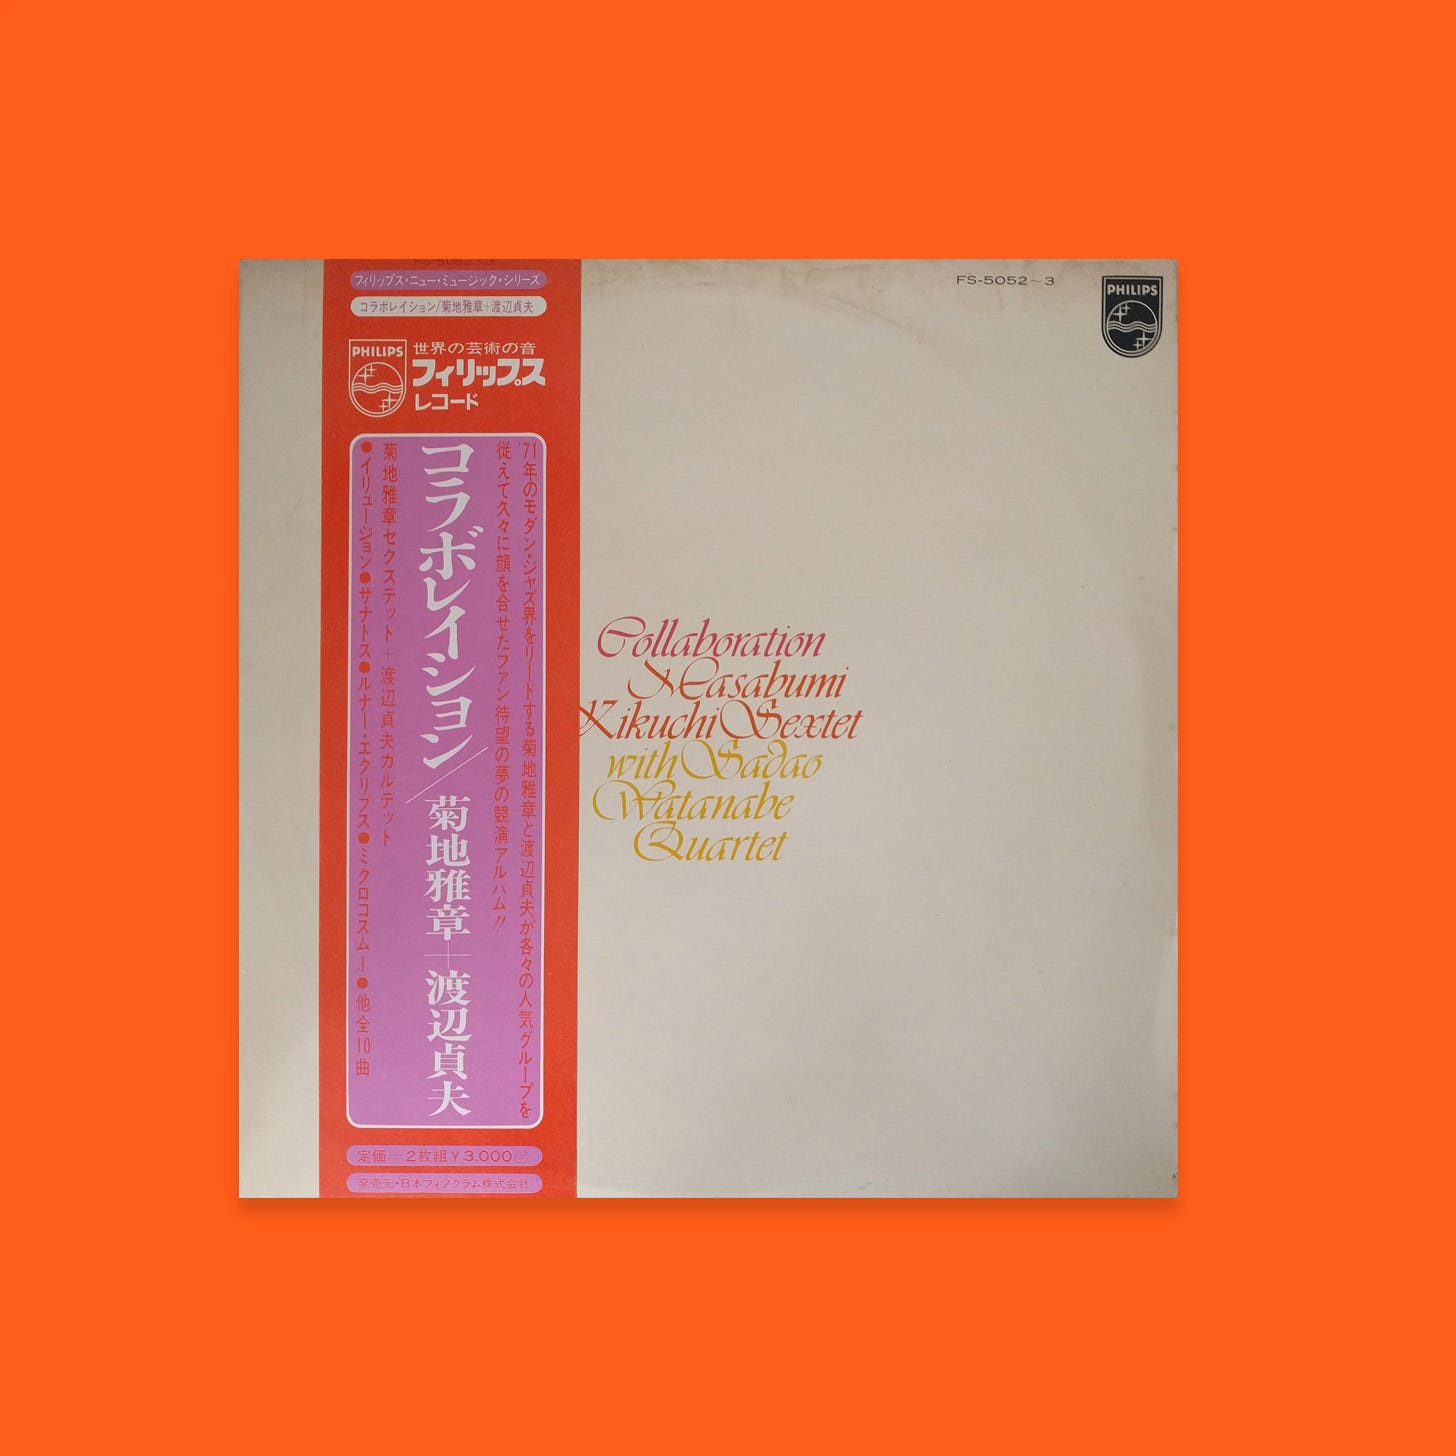 FS-5052~3
フィリップス・ニュー・ミュージック・シリーズ
コラボレイション/菊地雅章+渡辺貞夫
PHILIPS
世界の芸術の音
フィリップス
レコード
'71年のモダン・ジャズ界をリードする菊地雅章と渡辺貞夫が各々の人気グループを
従えて久々に顔を合せたファン待望の夢の競演アルバム!!
コラボレイション/菊地雅章+渡辺貞夫
菊地雅章セクステット+渡辺貞夫カルテット
●イリュージョン●サナトス●ルナー・エクリプス●ミクロコスムー●他全10曲
定価—2枚組¥3.000
発売元・日本フォノグラム株式会社
FS-5052~3
PHILIPS
Collaboration
Masabumi
Kikuchi Sextet
with Sadao
Watanabe
Quartet